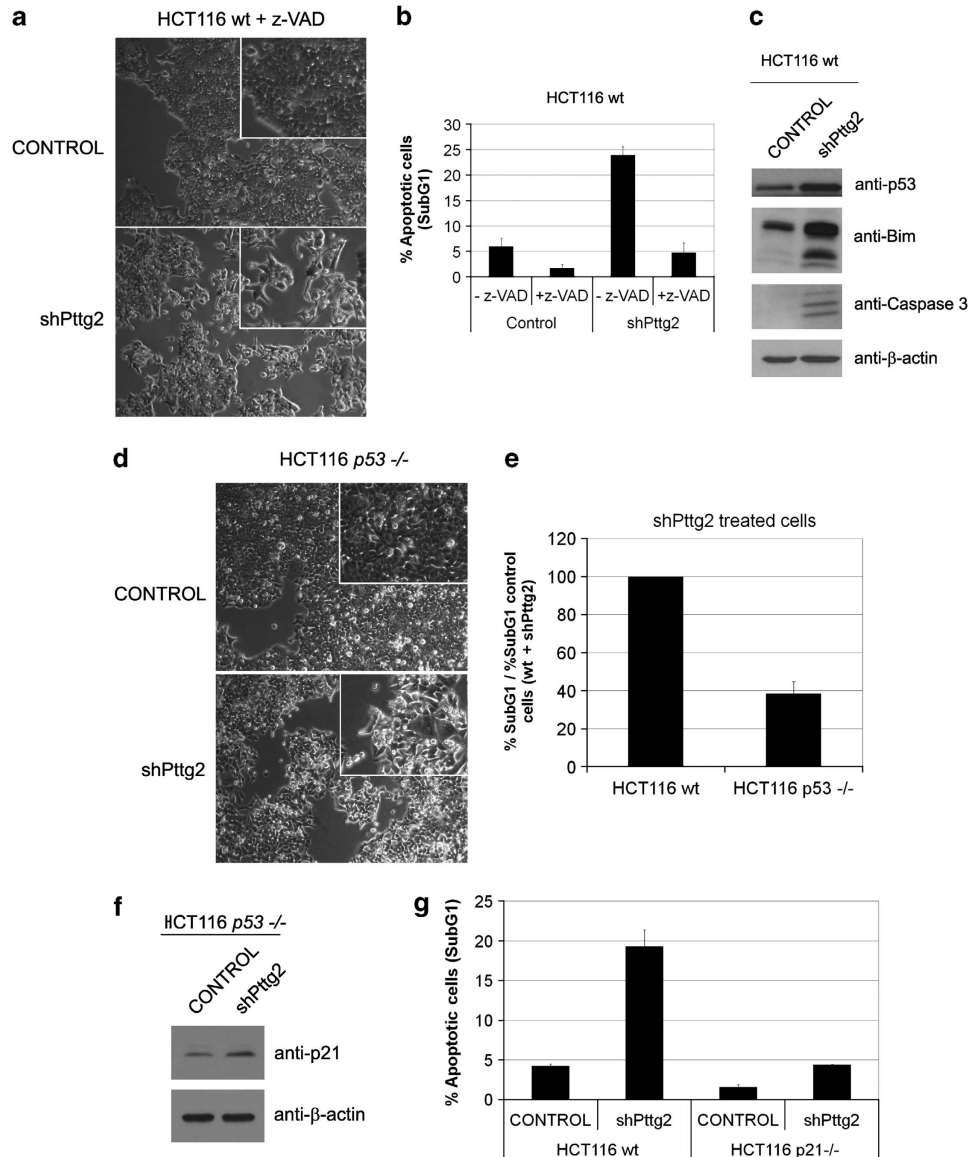 a
HCT116 wt + z-VAD
CONTROL
shPttg2
b
HCT116 wt
% Apoptotic cells
(SubG1)
30
25
20
15
10
5
0
- z-VAD
+z-VAD
- z-VAD
+z-VAD
Control
shPttg2
c
HCT116 wt
CONTROL
shPttg2
anti-p53
anti-Bim
anti-Caspase 3
anti-β-actin
d
HCT116 p53 -/-
CONTROL
shPttg2
e
shPttg2 treated cells
% SubG1 / %SubG1 control
cells (wt + shPttg2)
120
100
80
60
40
20
0
HCT116 wt
HCT116 p53 -/-
f
HCT116 p53 -/-
CONTROL
shPttg2
anti-p21
anti-β-actin
g
% Apoptotic cells (SubG1)
25
20
15
10
5
0
CONTROL
shPttg2
CONTROL
shPttg2
HCT116 wt
HCT116 p21-/-